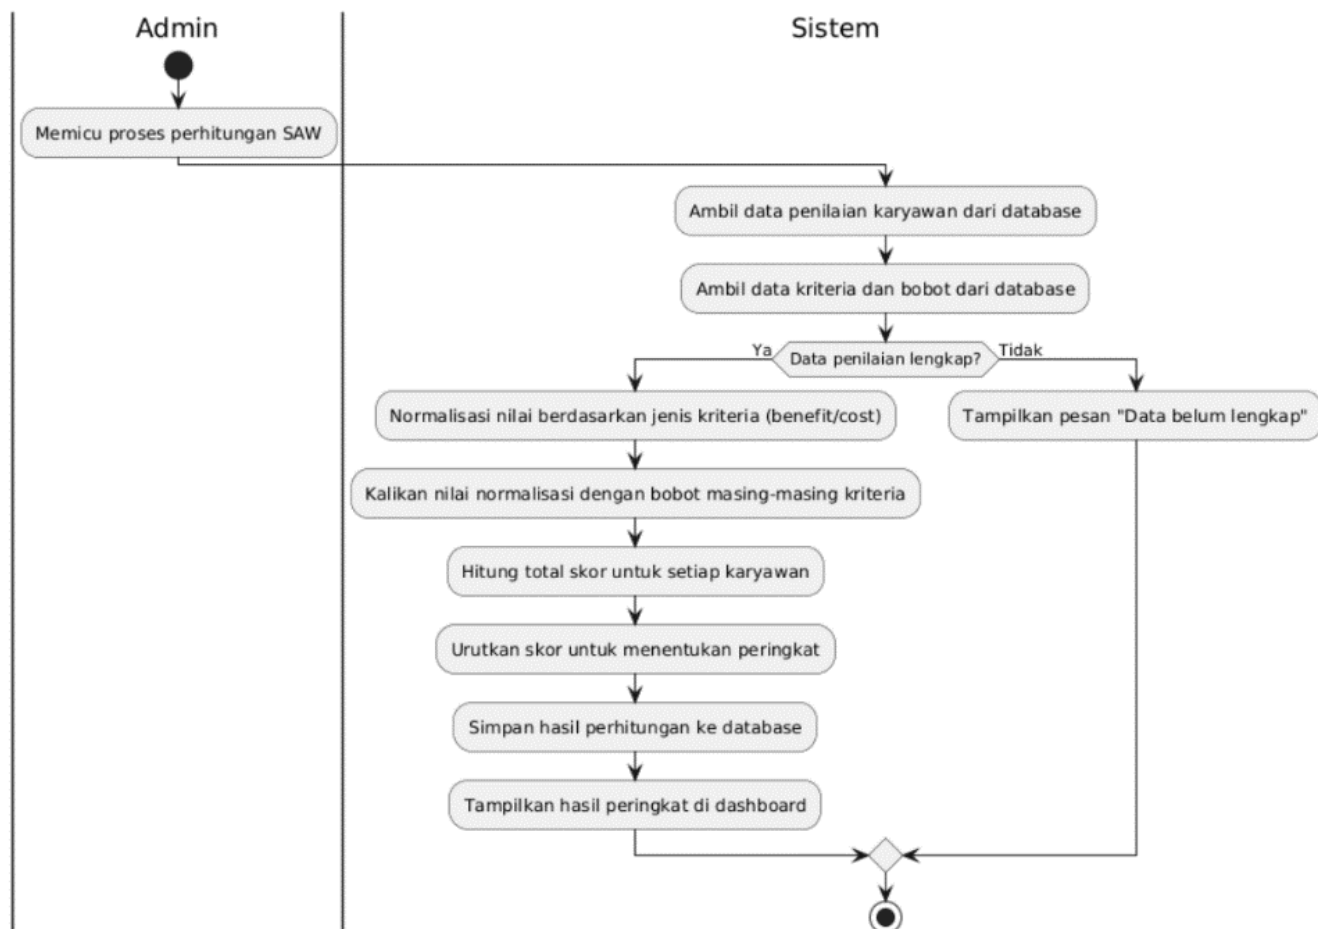 Admin
Sistem
Memicu proses perhitungan SAW
Ambil data penilaian karyawan dari database
Ambil data kriteria dan bobot dari database
Ya
Data penilaian lengkap?
Tidak
Normalisasi nilai berdasarkan jenis kriteria (benefit/cost)
Tampilkan pesan "Data belum lengkap"
Kalikan nilai normalisasi dengan bobot masing-masing kriteria
Hitung total skor untuk setiap karyawan
Urutkan skor untuk menentukan peringkat
Simpan hasil perhitungan ke database
Tampilkan hasil peringkat di dashboard